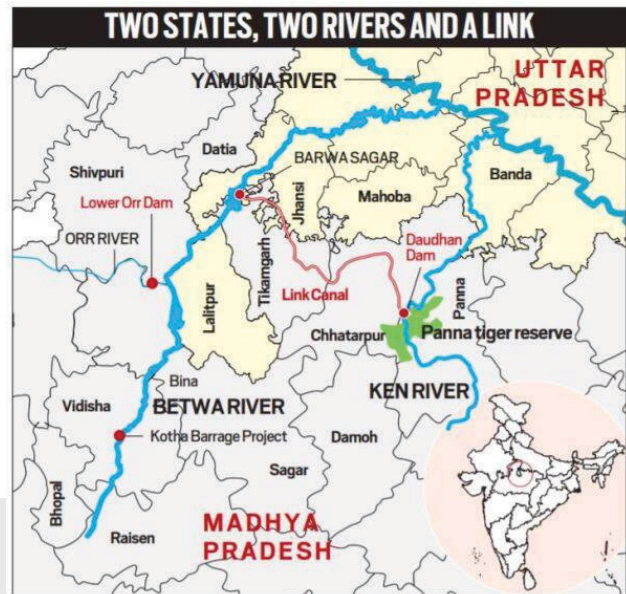 TWO STATES, TWO RIVERS AND A LINK
YAMUNA RIVER
UTTAR
PRADESH
Datia
Shivpuri
BARWA SAGAR
Banda
Lower Orr Dam
Jhansi
Mahoba
ORR RIVER
Daudhan
Dam
Tikamgarh
Link Canal
Lalitpur
Panna
Chhatarpur
Panna tiger reserve
Bina
KEN RIVER
Vidisha
BETWA RIVER
Kotha Barrage Project
Damoh
Sagar
Bhopal
Raisen
MADHYA
PRADESH